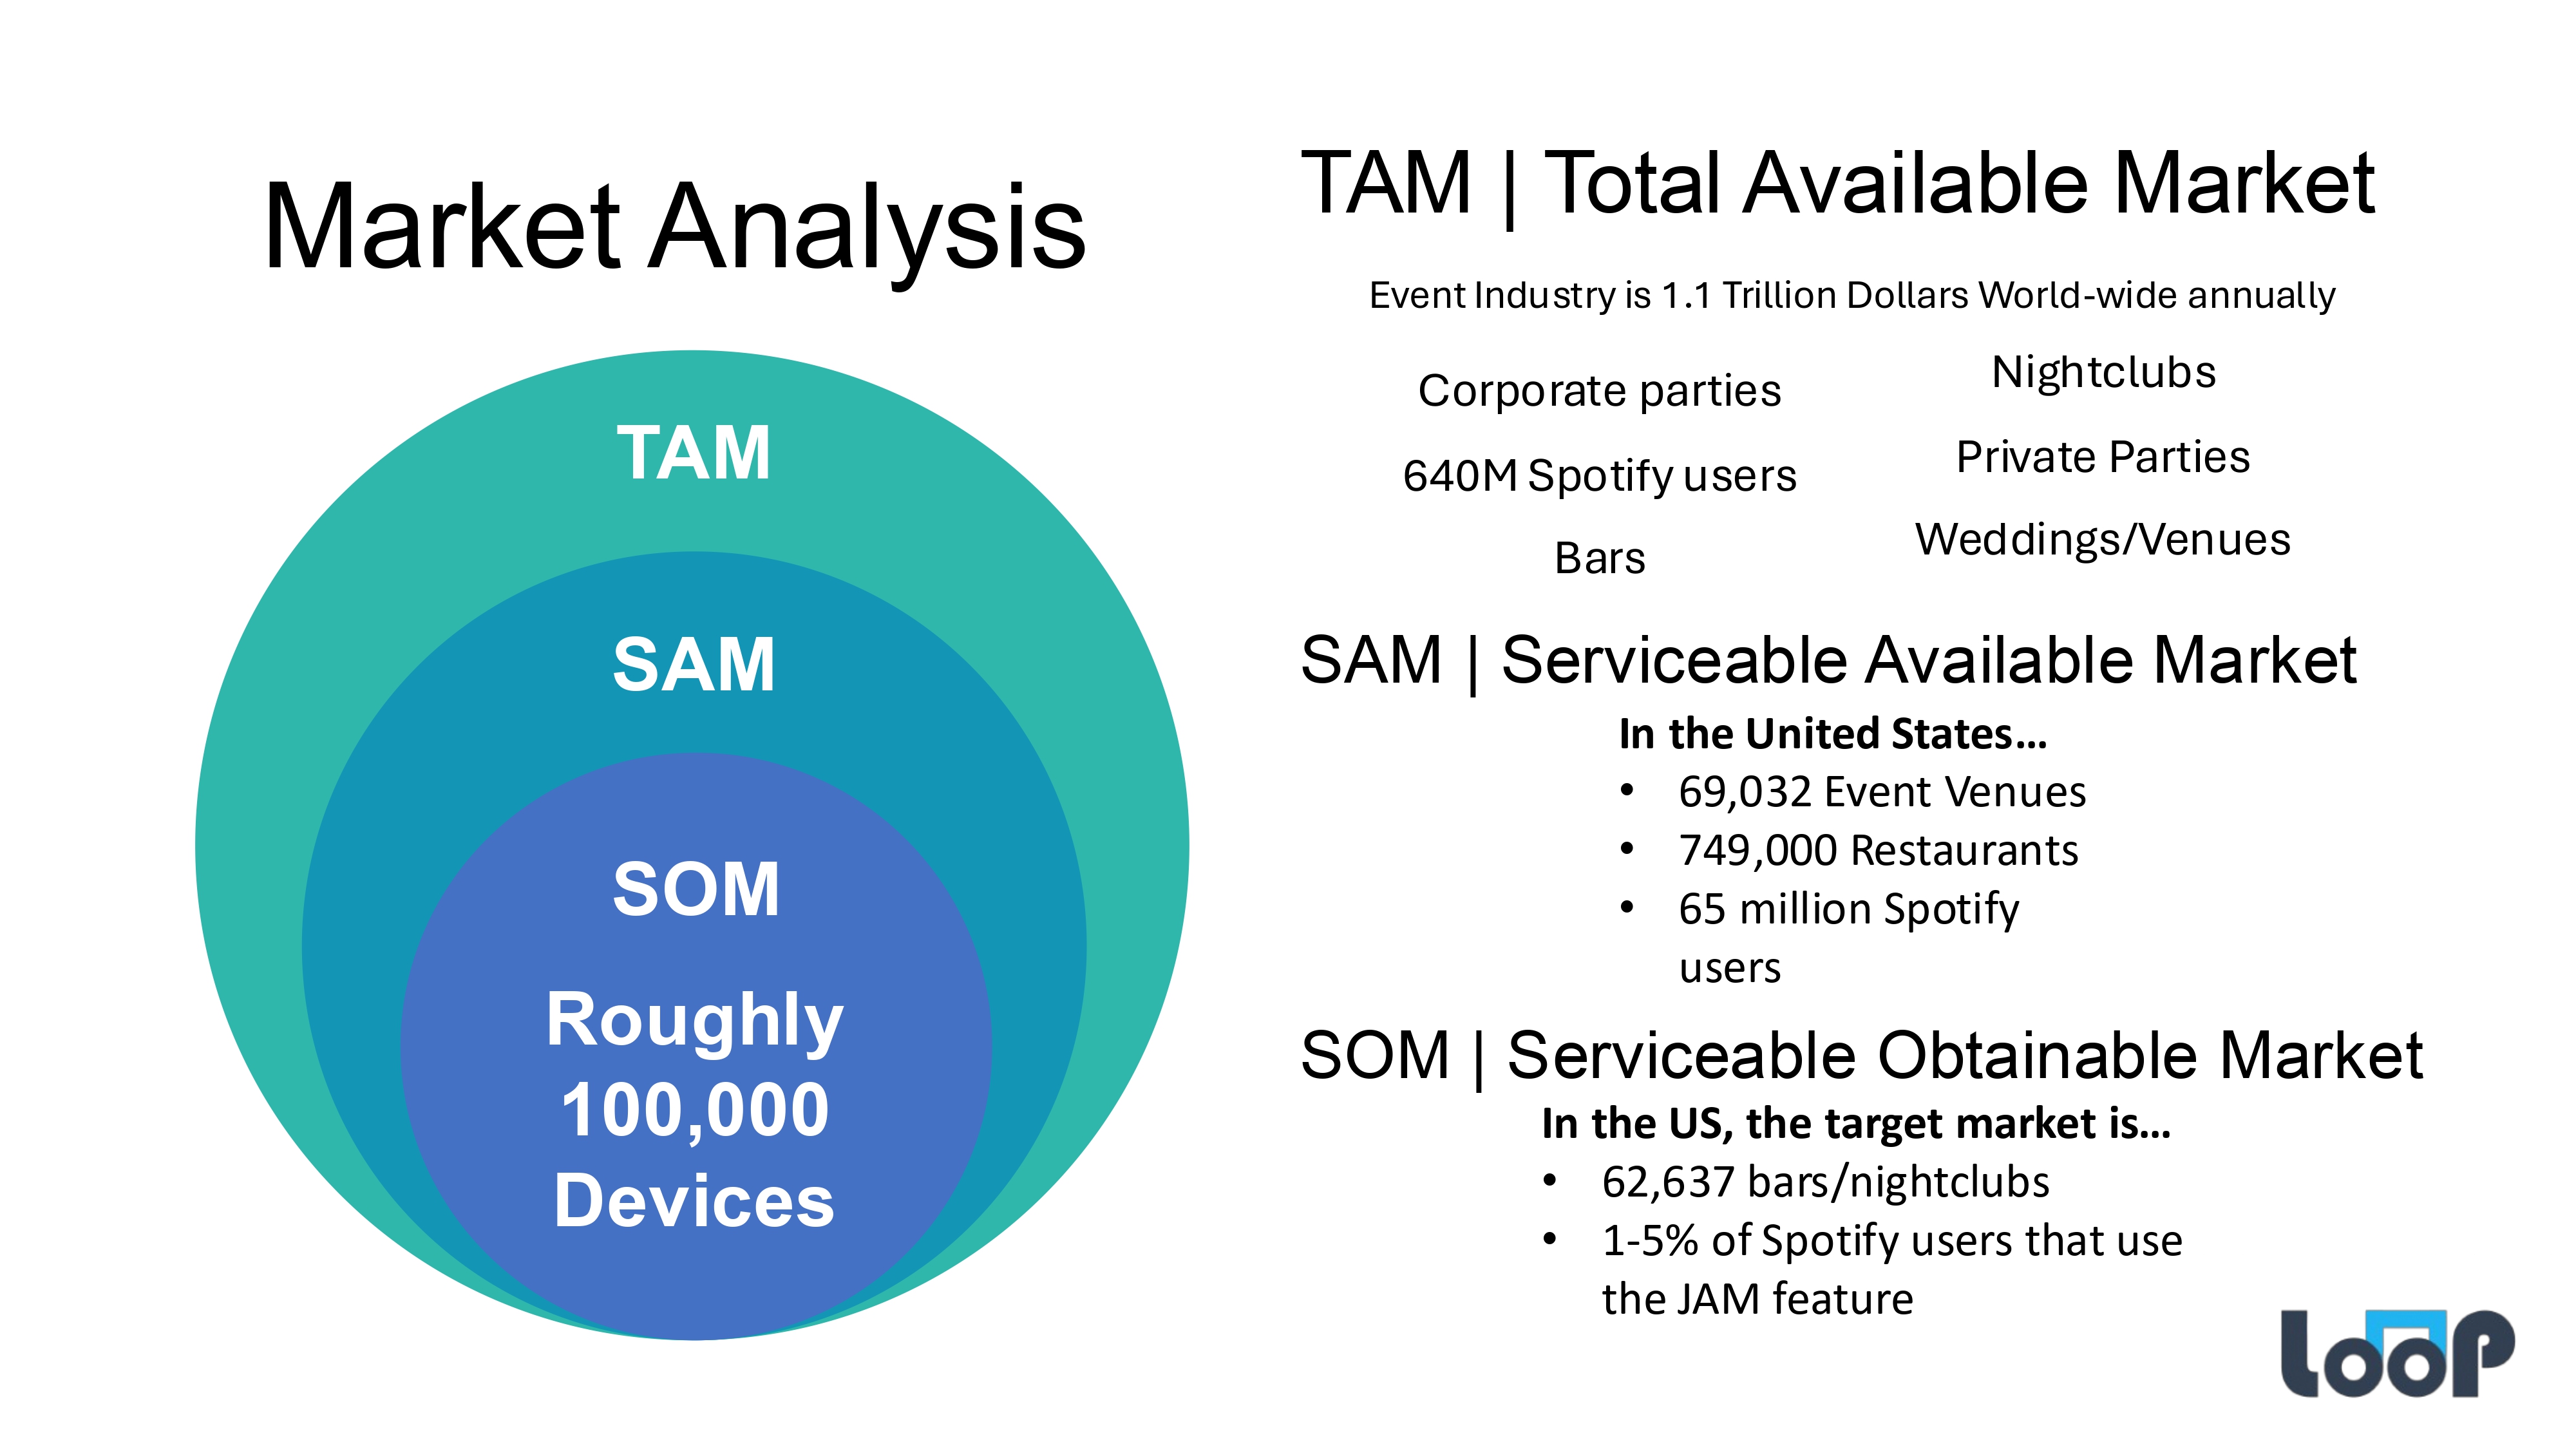 Market Analysis
TAM
SAM
SOM
Roughly
100,000
Devices
TAM | Total Available Market
Event Industry is 1.1 Trillion Dollars World-wide annually
Corporate parties
640M Spotify users
Bars
Nightclubs
Private Parties
Weddings/Venues
SAM | Serviceable Available Market
In the United States…
• 69,032 Event Venues
• 749,000 Restaurants
• 65 million Spotify
users
SOM | Serviceable Obtainable Market
In the US, the target market is…
• 62,637 bars/nightclubs
• 1-5% of Spotify users that use
the JAM feature
LOOP